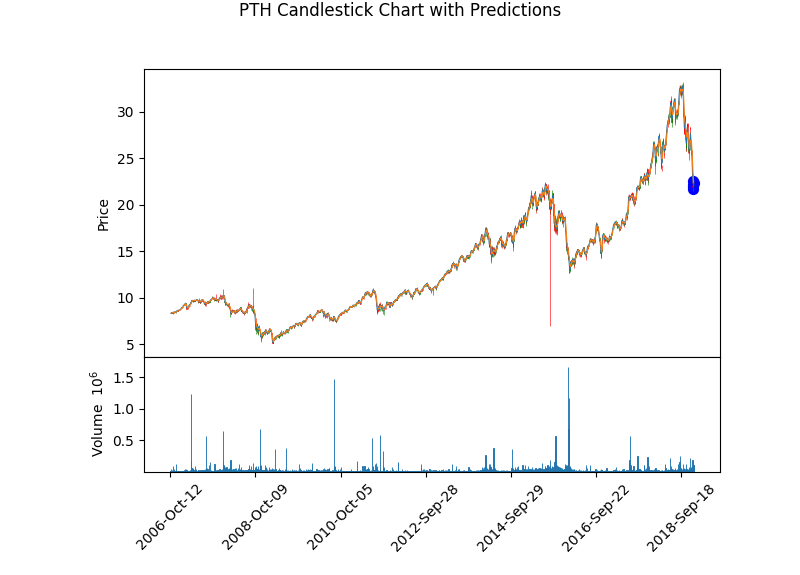 PTH Candlestick Chart with Predictions
30
25
20
15
10
5
Price
1.5
1.0
0.5
Volume 10^6
2006-Oct-12
2008-Oct-09
2010-Oct-05
2012-Sep-28
2014-Sep-29
2016-Sep-22
2018-Sep-18